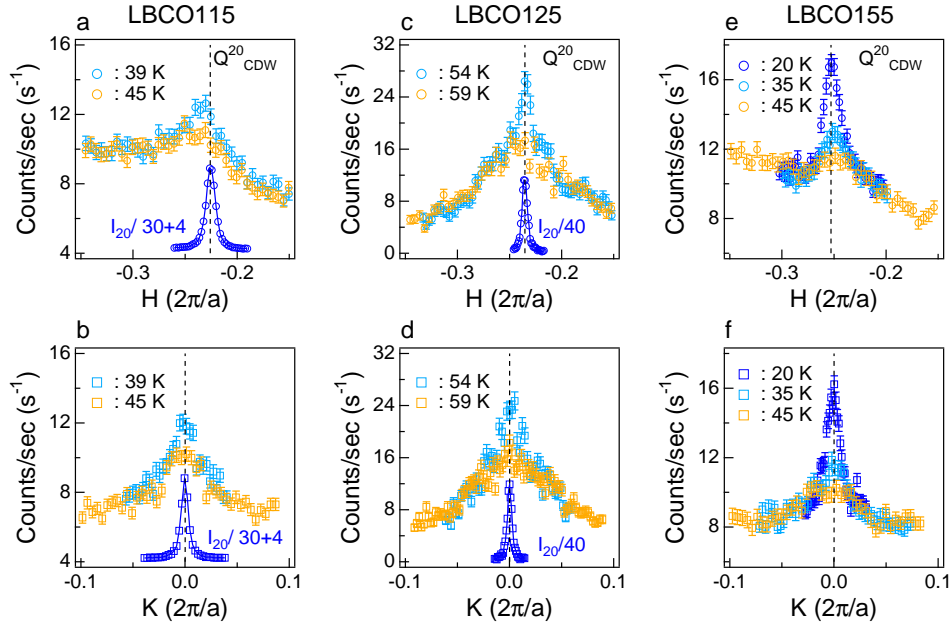 LBCO115 LBCO125 LBCO155
a c e
16 32 20
12 24 16
8 16 12
4 8 8
0
Counts/sec (s⁻¹) Counts/sec (s⁻¹) Counts/sec (s⁻¹)
Q²⁰CDW Q²⁰CDW
: 39 K : 54 K : 20 K
: 45 K : 59 K : 35 K
: 45 K
I₂₀/ 30+4 I₂₀/40
-0.3 -0.2 -0.3 -0.2 -0.3 -0.2
H (2π/a) H (2π/a) H (2π/a)
b d f
16 32
12 24 16
8 16 12
4 8 8
0
Counts/sec (s⁻¹) Counts/sec (s⁻¹) Counts/sec (s⁻¹)
: 39 K : 54 K : 20 K
: 45 K : 59 K : 35 K
: 45 K
I₂₀/ 30+4 I₂₀/40
-0.1 0.0 0.1 -0.1 0.0 0.1 -0.1 0.0 0.1
K (2π/a) K (2π/a) K (2π/a)